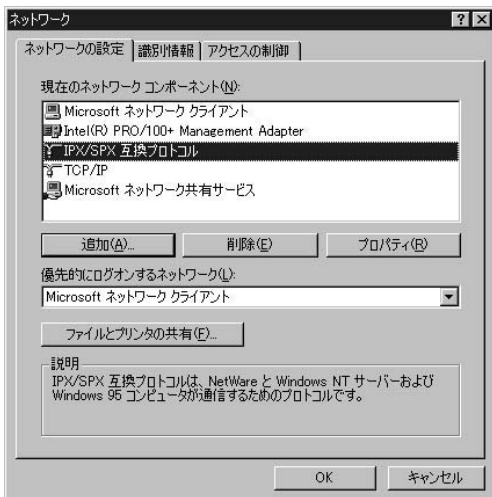 ネットワーク
ネットワークの設定 識別情報 アクセスの制御
現在のネットワーク コンポーネント(N):
Microsoft ネットワーク クライアント
Intel(R) PRO/100+ Management Adapter
IPX/SPX 互換プロトコル
TCP/IP
Microsoft ネットワーク共有サービス
追加(A)... 削除(E) プロパティ(R)
優先的にログオンするネットワーク(L):
Microsoft ネットワーク クライアント
ファイルとプリンタの共有(F)...
説明
IPX/SPX 互換プロトコルは、NetWare と Windows NT サーバーおよび
Windows 95 コンピュータが通信するためのプロトコルです。
OK キャンセル